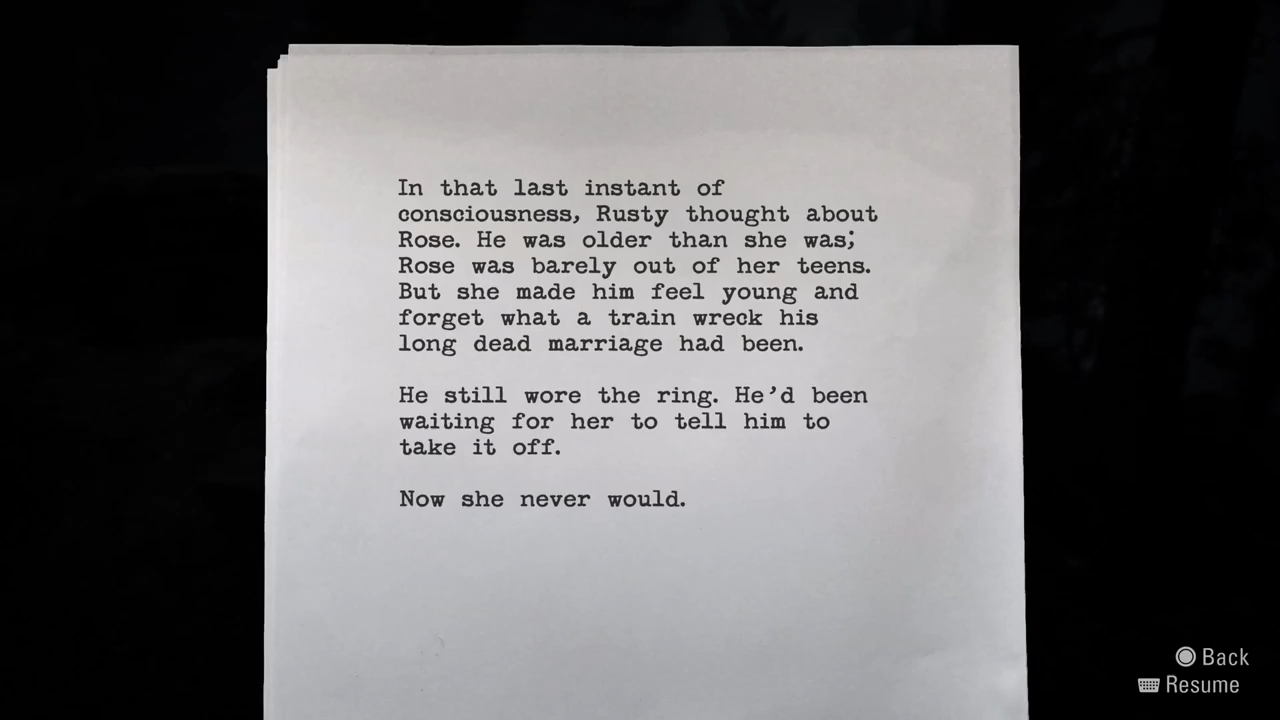 In that last instant of
consciousness, Rusty thought about
Rose. He was older than she was;
Rose was barely out of her teens.
But she made him feel young and
forget what a train wreck his
long dead marriage had been.
He still wore the ring. He'd been
waiting for her to tell him to
take it off.
Now she never would.
Back
Resume